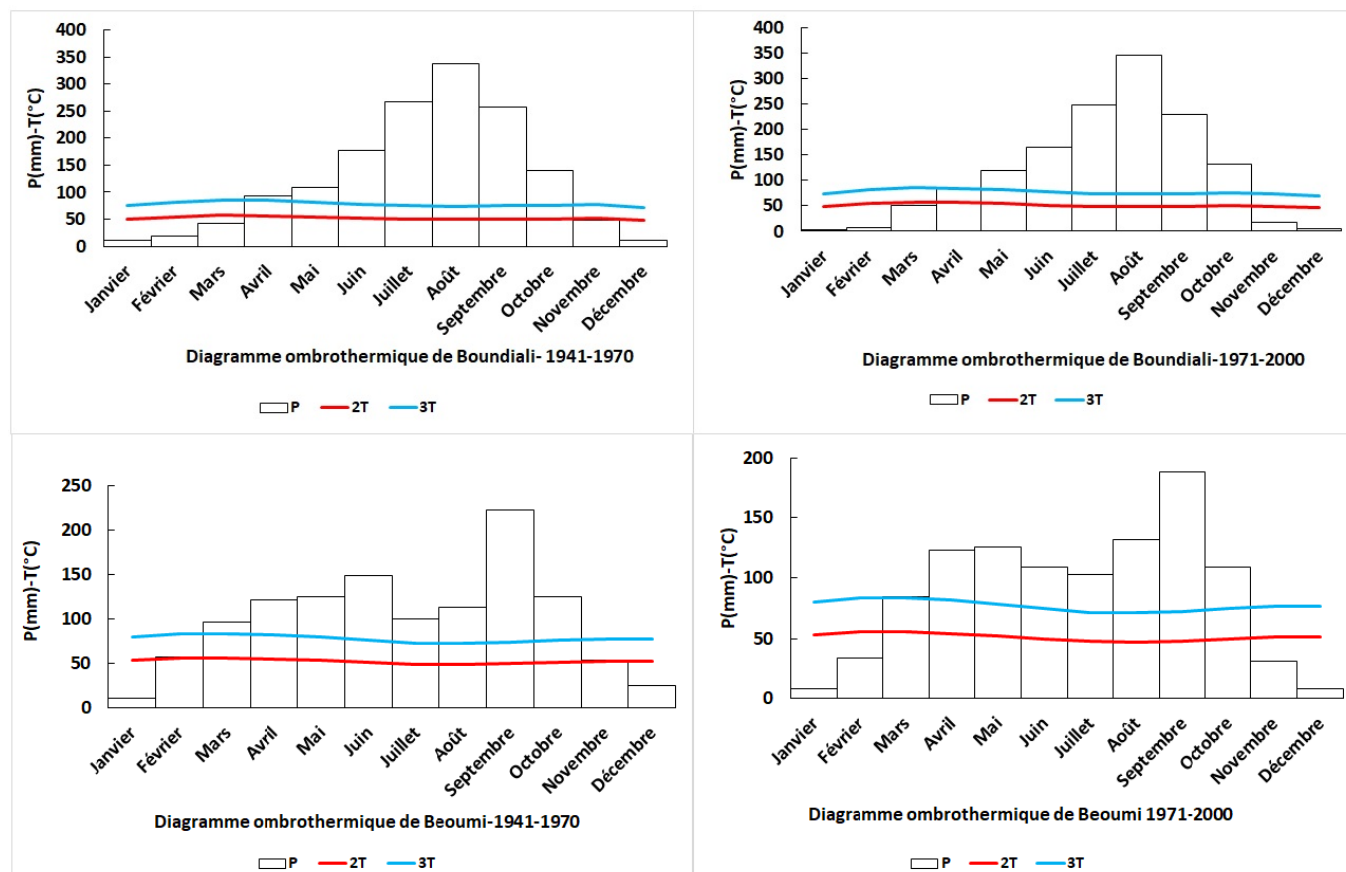 P(mm)-T(°C)
400
350
300
250
200
150
100
50
0
Janvier
Février
Mars
Avril
Mai
Juin
Juillet
Août
Septembre
Octobre
Novembre
Décembre
Diagramme ombrothermique de Boundiali- 1941-1970
P 2T 3T
P(mm)-T(°C)
400
350
300
250
200
150
100
50
0
Janvier
Février
Mars
Avril
Mai
Juin
Juillet
Août
Septembre
Octobre
Novembre
Décembre
Diagramme ombrothermique de Boundiali-1971-2000
P 2T 3T
P(mm)-T(°C)
250
200
150
100
50
0
Janvier
Février
Mars
Avril
Mai
Juin
Juillet
Août
Septembre
Octobre
Novembre
Décembre
Diagramme ombrothermique de Beoumi-1941-1970
P 2T 3T
P(mm)-T(°C)
200
150
100
50
0
Janvier
Février
Mars
Avril
Mai
Juin
Juillet
Août
Septembre
Octobre
Novembre
Décembre
Diagramme ombrothermique de Beoumi 1971-2000
P 2T 3T